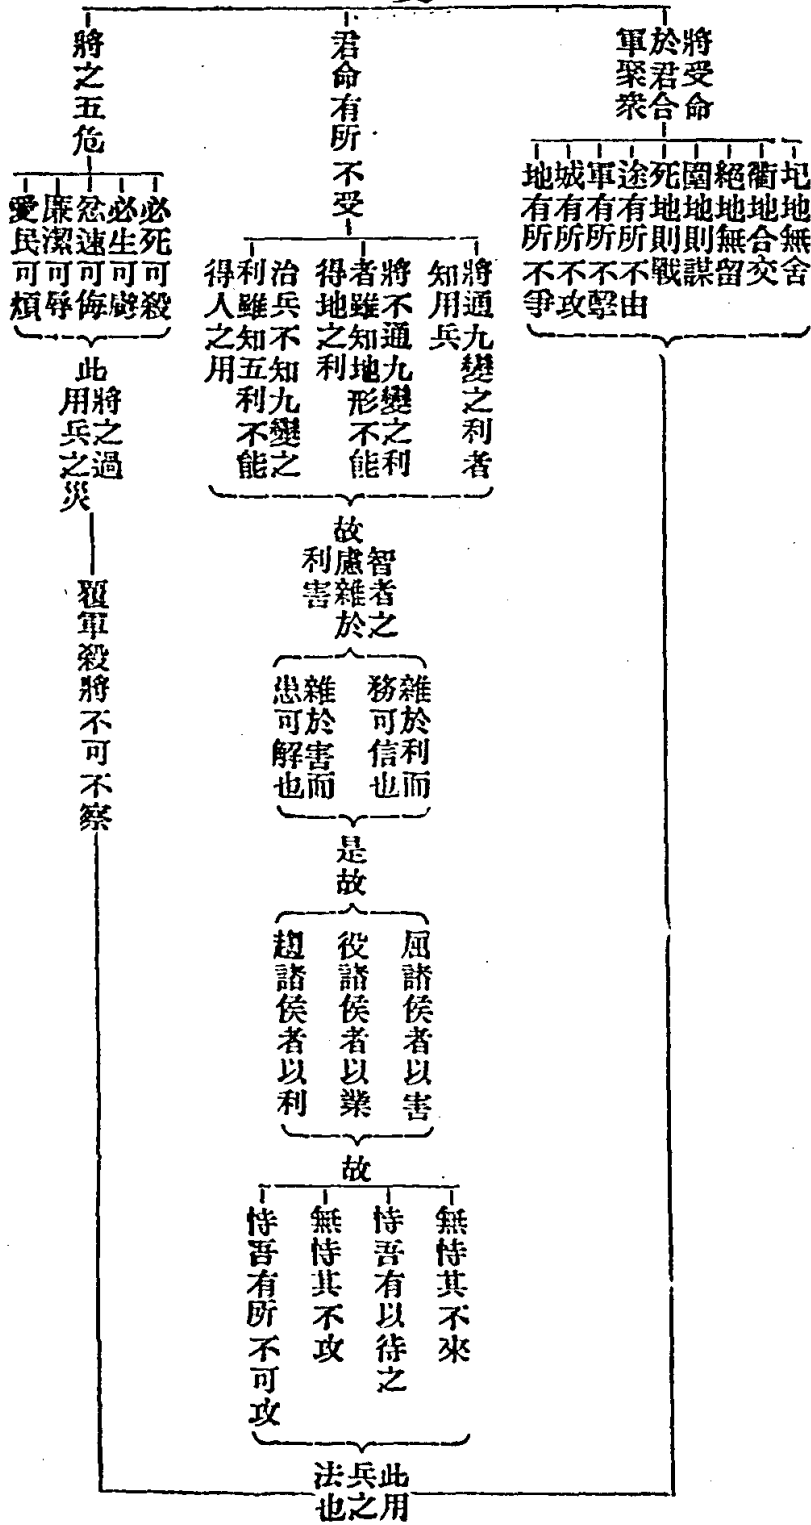 將受命
於君合
軍聚衆
圮地無舍
衢地合交
絕地無留
圍地則謀
死地則戰
途有所不由
軍有所不擊
城有所不攻
地有所不爭
君命有所不受
將通九變之利者
知用兵
將不通九變之利
者雖知地形不能
得地之利
治兵不知九變之
利雖知五利不能
得人之用
故
智者之
慮雜於
利害
雜於利而
務可信也
雜於害而
患可解也
是故
屈諸侯者以害
役諸侯者以業
趨諸侯者以利
故
無恃其不來
恃吾有以待之
無恃其不攻
恃吾有所不可攻
此用
兵之
法也
將之五危
必死可殺
必生可虜
忿速可侮
廉潔可辱
愛民可煩
此
將之過
用兵之災
覆軍殺將不可不察